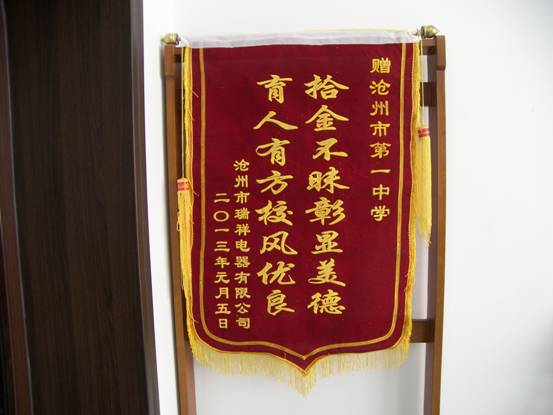 赠沧州市第一中学
拾金不昧彰显美德
育人有方校风优良
沧州市瑞祥电器有限公司
二〇一三年元月五日